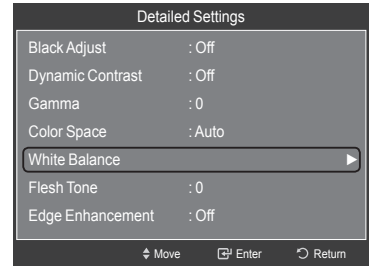 Detailed Settings
Black Adjust : Off
Dynamic Contrast : Off
Gamma : 0
Color Space : Auto
White Balance ►
Flesh Tone : 0
Edge Enhancement : Off
Move Enter Return